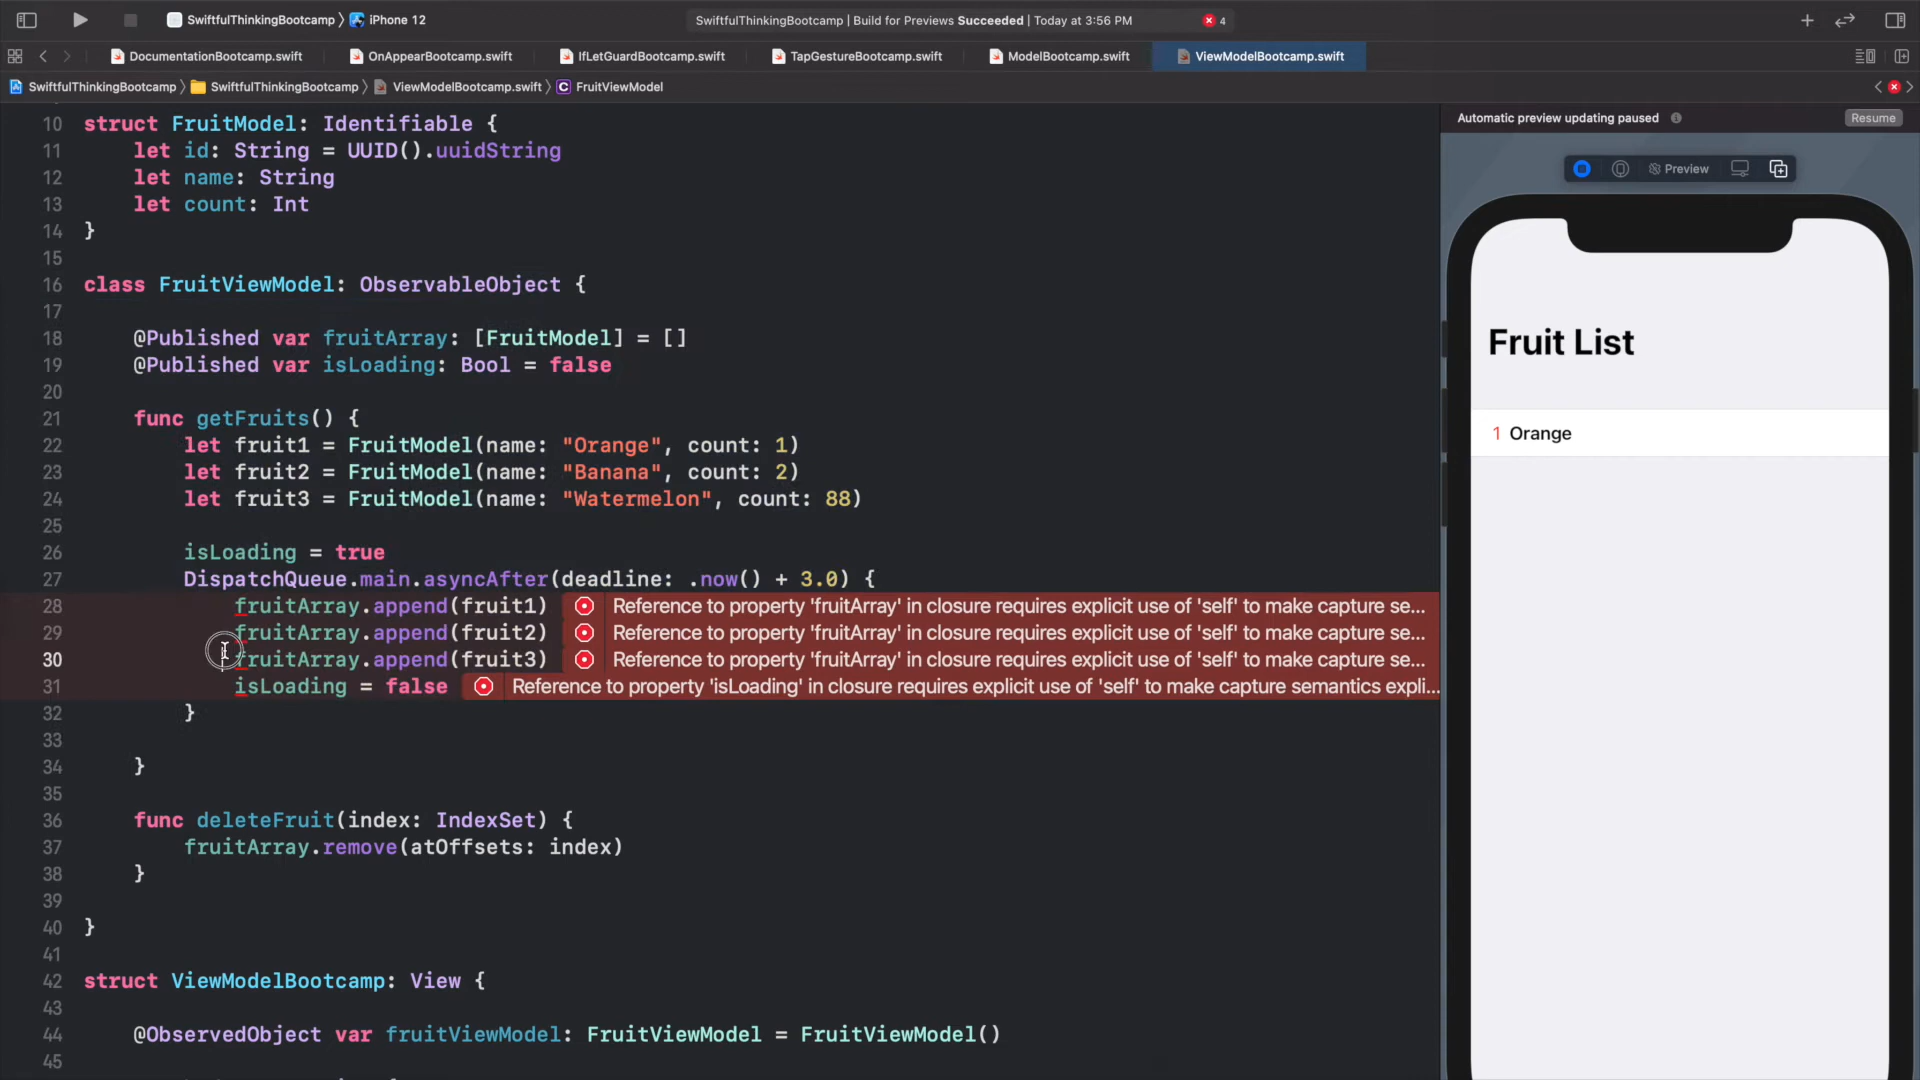 SwiftfulThinkingBootcamp 〉 iPhone 12
SwiftfulThinkingBootcamp | Build for Previews Succeeded | Today at 3:56 PM
4
DocumentationBootcamp.swift
OnAppearBootcamp.swift
IfLetGuardBootcamp.swift
TapGestureBootcamp.swift
ModelBootcamp.swift
ViewModelBootcamp.swift
SwiftfulThinkingBootcamp 〉 SwiftfulThinkingBootcamp 〉 ViewModelBootcamp.swift 〉 C FruitViewModel
10 struct FruitModel: Identifiable {
11 let id: String = UUID().uuidString
12 let name: String
13 let count: Int
14 }
15
16 class FruitViewModel: ObservableObject {
17
18 @Published var fruitArray: [FruitModel] = []
19 @Published var isLoading: Bool = false
20
21 func getFruits() {
22 let fruit1 = FruitModel(name: "Orange", count: 1)
23 let fruit2 = FruitModel(name: "Banana", count: 2)
24 let fruit3 = FruitModel(name: "Watermelon", count: 88)
25
26 isLoading = true
27 DispatchQueue.main.asyncAfter(deadline: .now() + 3.0) {
28 fruitArray.append(fruit1) Reference to property 'fruitArray' in closure requires explicit use of 'self' to make capture se...
29 fruitArray.append(fruit2) Reference to property 'fruitArray' in closure requires explicit use of 'self' to make capture se...
30 fruitArray.append(fruit3) Reference to property 'fruitArray' in closure requires explicit use of 'self' to make capture se...
31 isLoading = false Reference to property 'isLoading' in closure requires explicit use of 'self' to make capture semantics expli...
32 }
33
34 }
35
36 func deleteFruit(index: IndexSet) {
37 fruitArray.remove(atOffsets: index)
38 }
39
40 }
41
42 struct ViewModelBootcamp: View {
43
44 @ObservedObject var fruitViewModel: FruitViewModel = FruitViewModel()
45
Automatic preview updating paused
Resume
Preview
Fruit List
1 Orange